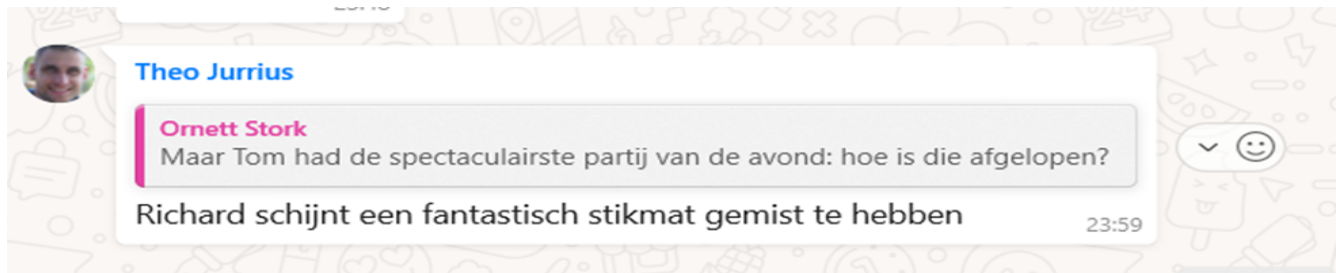 Theo Jurrius
Ornett Stork
Maar Tom had de spectaculairste partij van de avond: hoe is die afgelopen?
Richard schijnt een fantastisch stikmat gemist te hebben
23:59